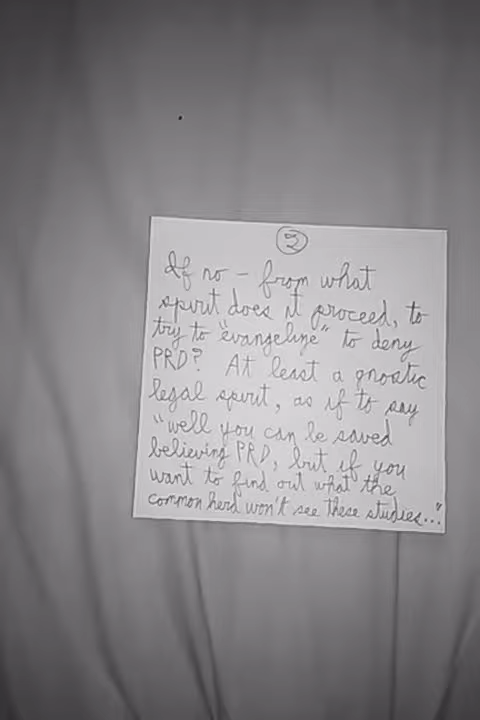 2
If no - from what
spirit does it proceed, to
try to "evangelize" to deny
PRD? At least a gnostic
legal spirit, as if to say
"well you can be saved
believing PRD, but if you
want to find out what the
common herd won't see these studies..."